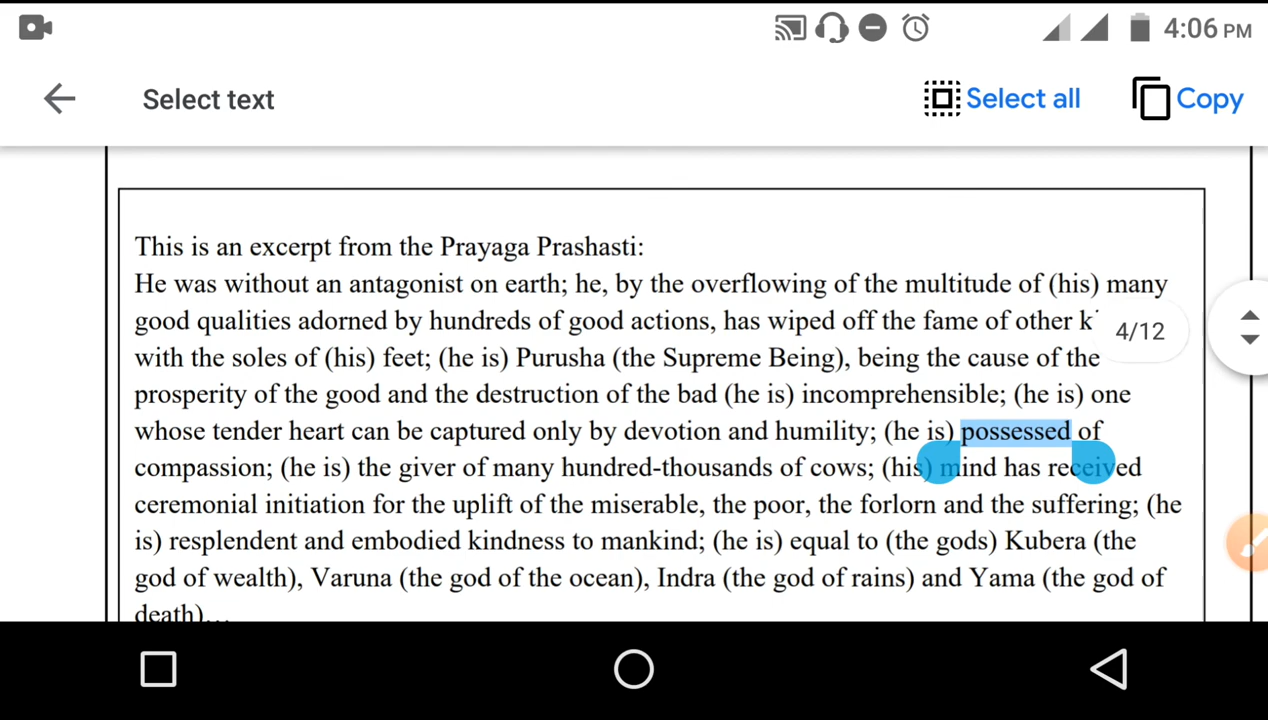 4:06 PM
Select text
Select all
Copy
This is an excerpt from the Prayaga Prashasti:
He was without an antagonist on earth; he, by the overflowing of the multitude of (his) many
good qualities adorned by hundreds of good actions, has wiped off the fame of other
4/12
with the soles of (his) feet; (he is) Purusha (the Supreme Being), being the cause of the
prosperity of the good and the destruction of the bad (he is) incomprehensible; (he is) one
whose tender heart can be captured only by devotion and humility; (he is) possessed of
compassion; (he is) the giver of many hundred-thousands of cows; (his) mind has received
ceremonial initiation for the uplift of the miserable, the poor, the forlorn and the suffering; (he
is) resplendent and embodied kindness to mankind; (he is) equal to (the gods) Kubera (the
god of wealth), Varuna (the god of the ocean), Indra (the god of rains) and Yama (the god of
death)...